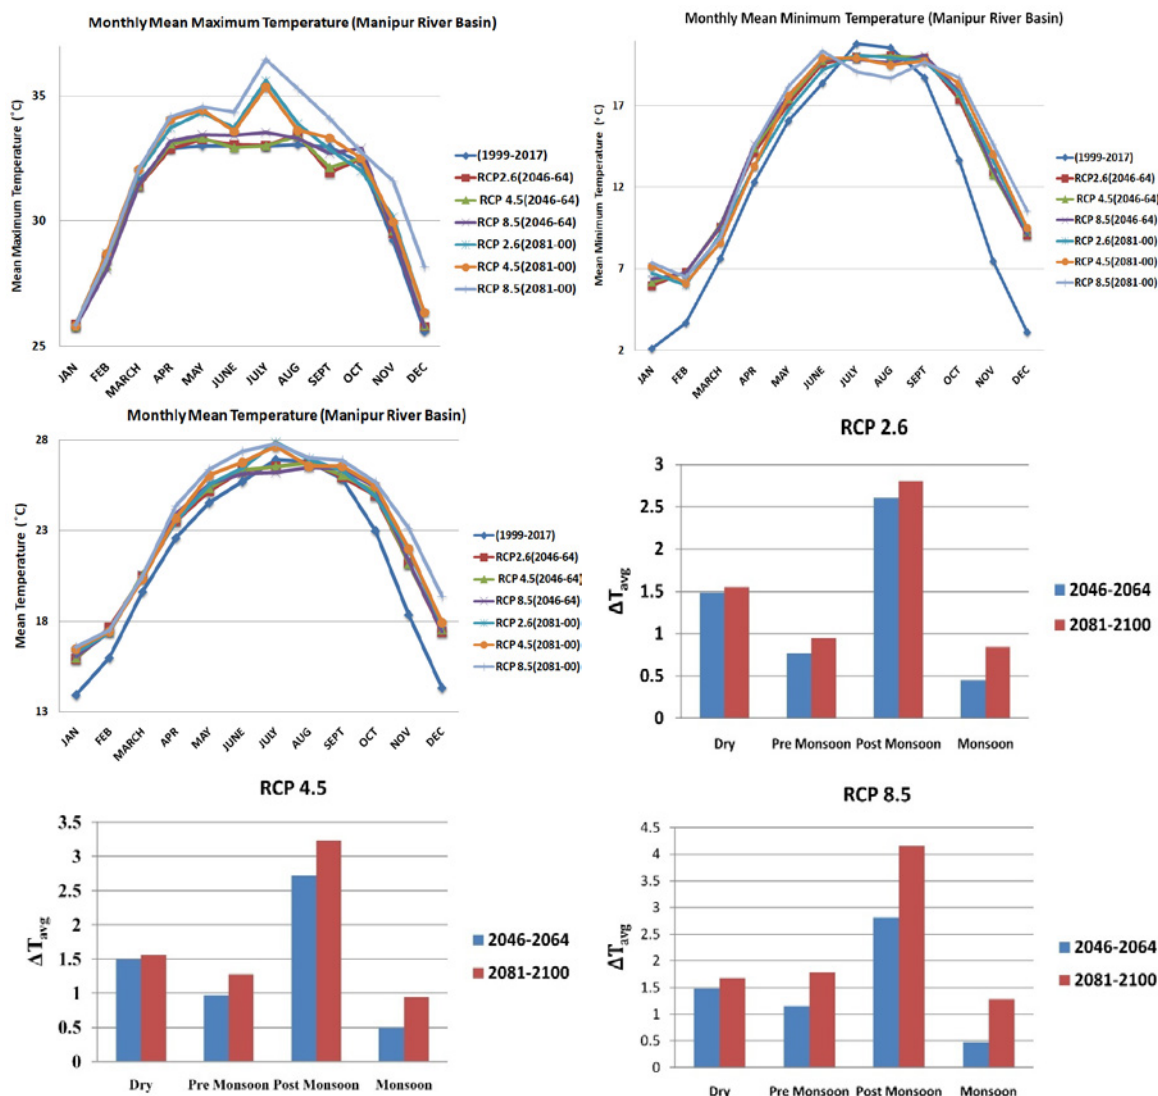 Monthly Mean Maximum Temperature (Manipur River Basin)
Mean Maximum Temperature (˚C)
35
30
25
JAN
FEB
MARCH
APR
MAY
JUNE
JULY
AUG
SEPT
OCT
NOV
DEC
(1999-2017)
RCP2.6(2046-64)
RCP 4.5(2046-64)
RCP 8.5(2046-64)
RCP 2.6(2081-00)
RCP 4.5(2081-00)
RCP 8.5(2081-00)
Monthly Mean Minimum Temperature (Manipur River Basin)
Mean Minimum Temperature (◦C)
17
12
7
2
JAN
FEB
MARCH
APR
MAY
JUNE
JULY
AUG
SEPT
OCT
NOV
DEC
(1999-2017)
RCP2.6(2046-64)
RCP 4.5(2046-64)
RCP 8.5(2046-64)
RCP 2.6(2081-00)
RCP 4.5(2081-00)
RCP 8.5(2081-00)
Monthly Mean Temperature (Manipur River Basin)
Mean Temperature (˚C)
28
23
18
13
JAN
FEB
MARCH
APR
MAY
JUNE
JULY
AUG
SEPT
OCT
NOV
DEC
(1999-2017)
RCP2.6(2046-64)
RCP 4.5(2046-64)
RCP 8.5(2046-64)
RCP 2.6(2081-00)
RCP 4.5(2081-00)
RCP 8.5(2081-00)
RCP 2.6
ΔTavg
3
2.5
2
1.5
1
0.5
0
Dry Pre Monsoon Post Monsoon Monsoon
2046-2064
2081-2100
RCP 4.5
ΔTavg
3.5
3
2.5
2
1.5
1
0.5
0
Dry Pre Monsoon Post Monsoon Monsoon
2046-2064
2081-2100
RCP 8.5
ΔTavg
4.5
4
3.5
3
2.5
2
1.5
1
0.5
0
Dry Pre Monsoon Post Monsoon Monsoon
2046-2064
2081-2100